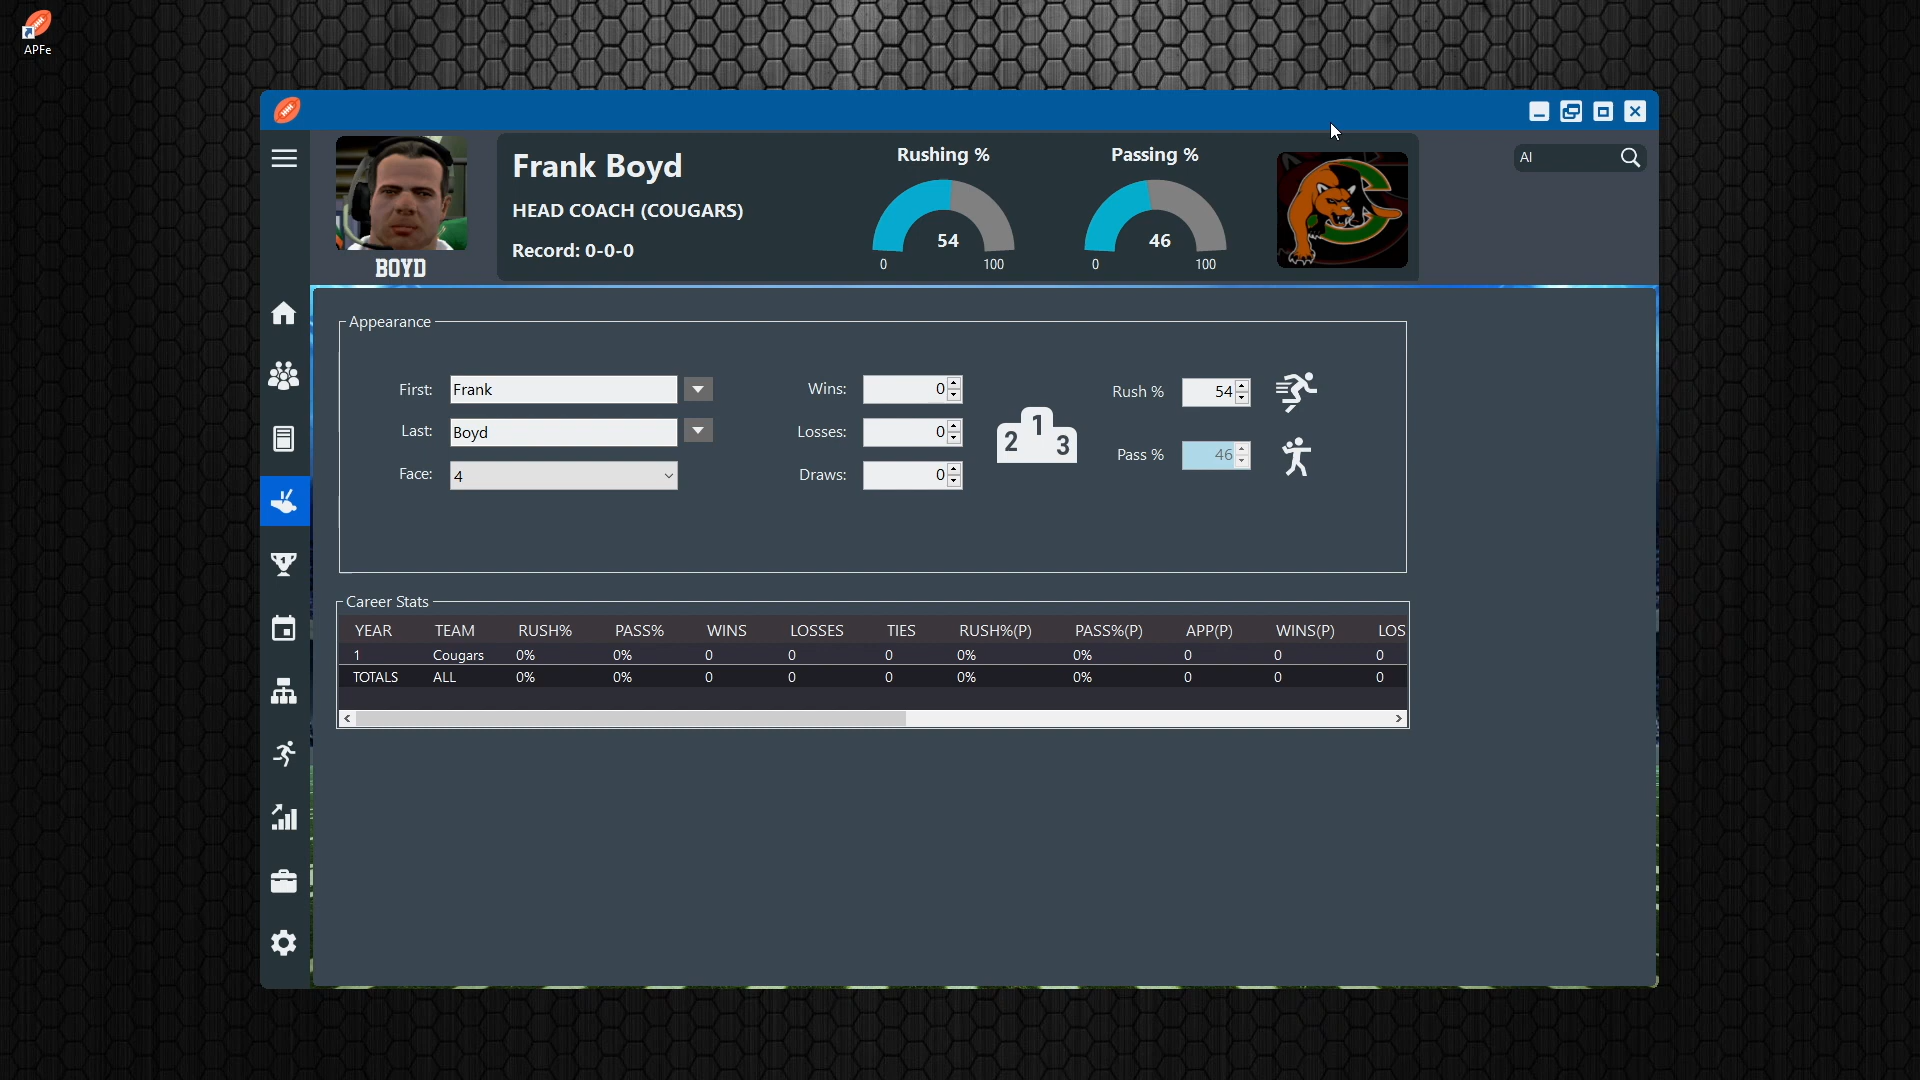 APFe
Frank Boyd
HEAD COACH (COUGARS)
Record: 0-0-0
BOYD
Rushing %
54
0 100
Passing %
46
0 100
AI
Appearance
First: Frank
Last: Boyd
Face: 4
Wins: 0
Losses: 0
Draws: 0
1
2 3
Rush % 54
Pass % 46
Career Stats
YEAR TEAM RUSH% PASS% WINS LOSSES TIES RUSH%(P) PASS%(P) APP(P) WINS(P) LOS
1 Cougars 0% 0% 0 0 0 0% 0% 0 0 0
TOTALS ALL 0% 0% 0 0 0 0% 0% 0 0 0